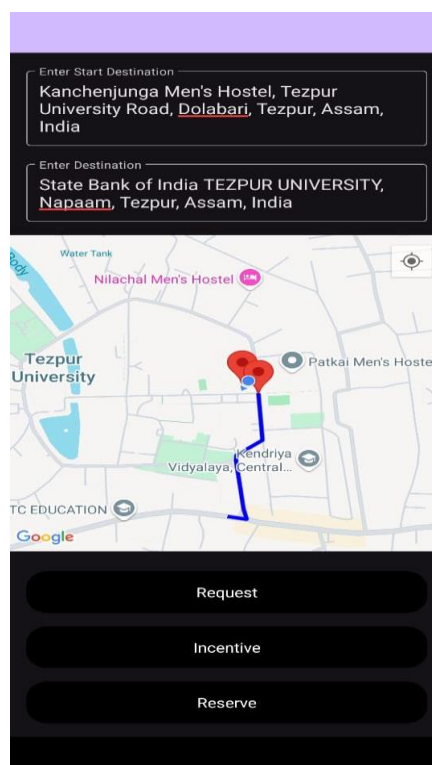 Enter Start Destination
Kanchenjunga Men's Hostel, Tezpur
University Road, Dolabari, Tezpur, Assam,
India
Enter Destination
State Bank of India TEZPUR UNIVERSITY,
Napaam, Tezpur, Assam, India
Water Tank
Body
Nilachal Men's Hostel
Tezpur
University
Patkai Men's Hoste
Kendriya
Vidyalaya, Central...
TC EDUCATION
Google
Request
Incentive
Reserve